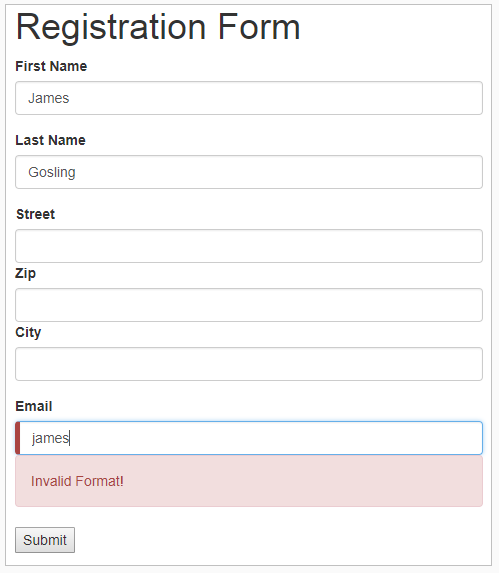 Registration Form
First Name
James
Last Name
Gosling
Street
Zip
City
Email
james
Invalid Format!
Submit